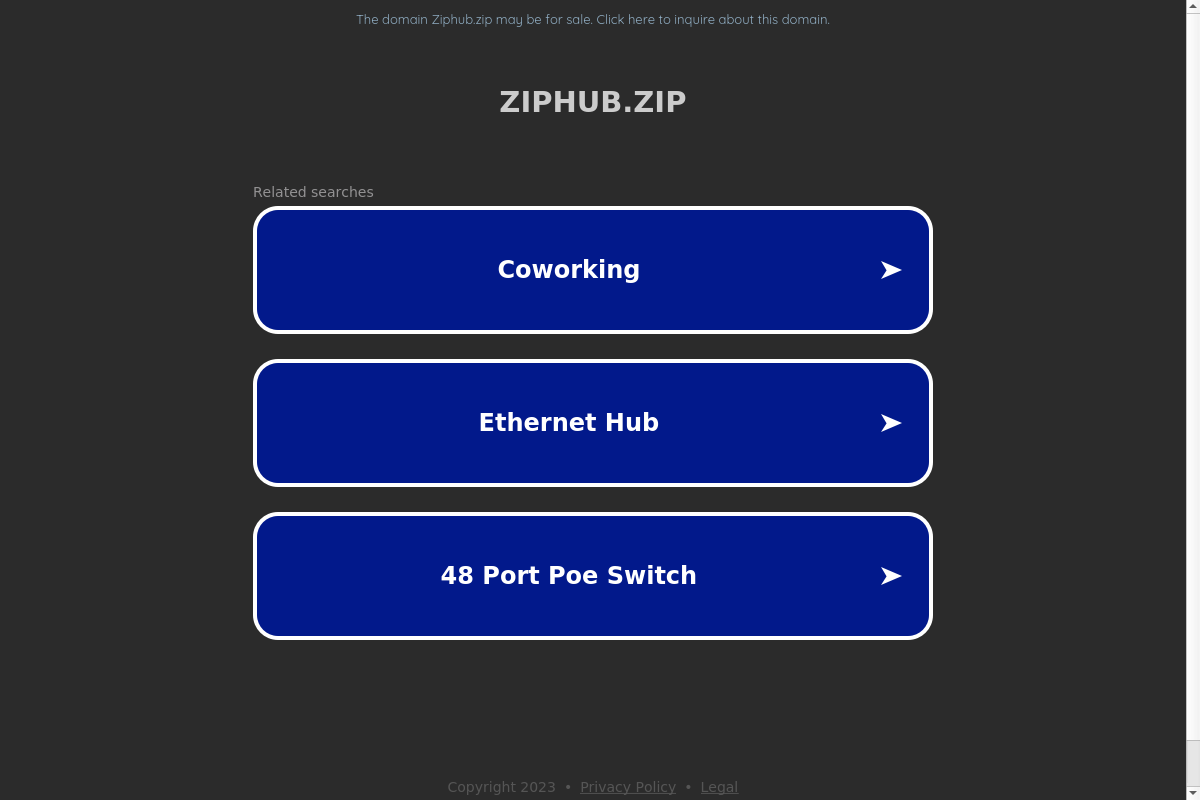 The domain Ziphub.zip may be for sale. Click here to inquire about this domain.
ZIPHUB.ZIP
Related searches
Coworking
Ethernet Hub
48 Port Poe Switch
Copyright 2023 • Privacy Policy • Legal